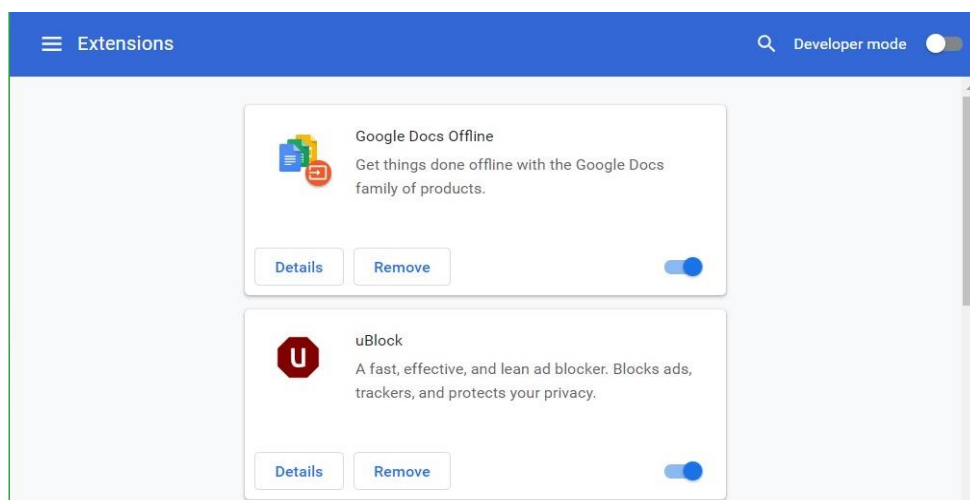 Extensions
Developer mode
Google Docs Offline
Get things done offline with the Google Docs
family of products.
Details
Remove
u
uBlock
A fast, effective, and lean ad blocker. Blocks ads,
trackers, and protects your privacy.
Details
Remove